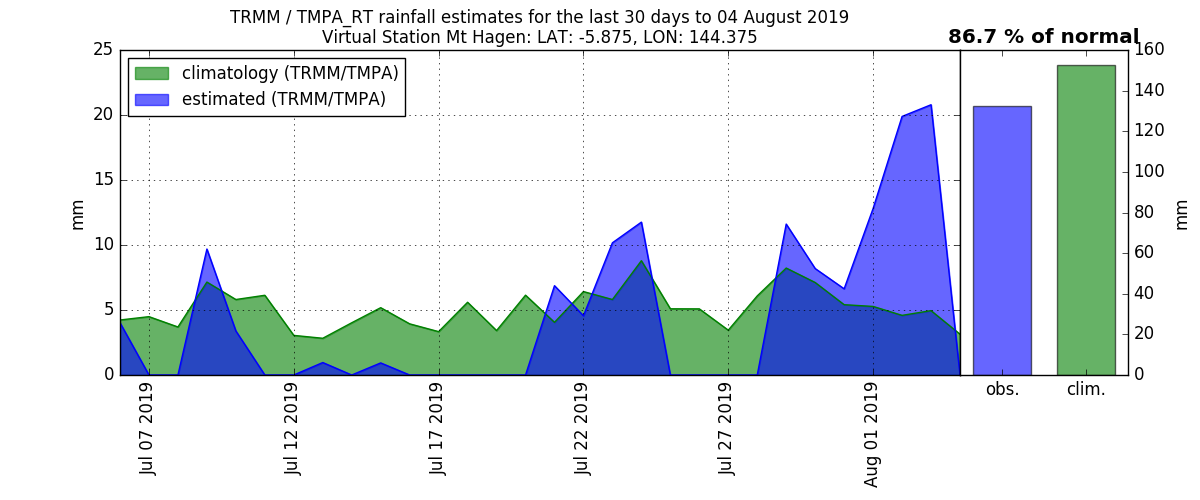 TRMM / TMPA_RT rainfall estimates for the last 30 days to 04 August 2019
Virtual Station Mt Hagen: LAT: -5.875, LON: 144.375
86.7 % of normal
climatology (TRMM/TMPA)
estimated (TRMM/TMPA)
25
20
15
10
5
0
mm
Jul 07 2019
Jul 12 2019
Jul 17 2019
Jul 22 2019
Jul 27 2019
Aug 01 2019
obs.
clim.
160
140
120
100
80
60
40
20
0
mm